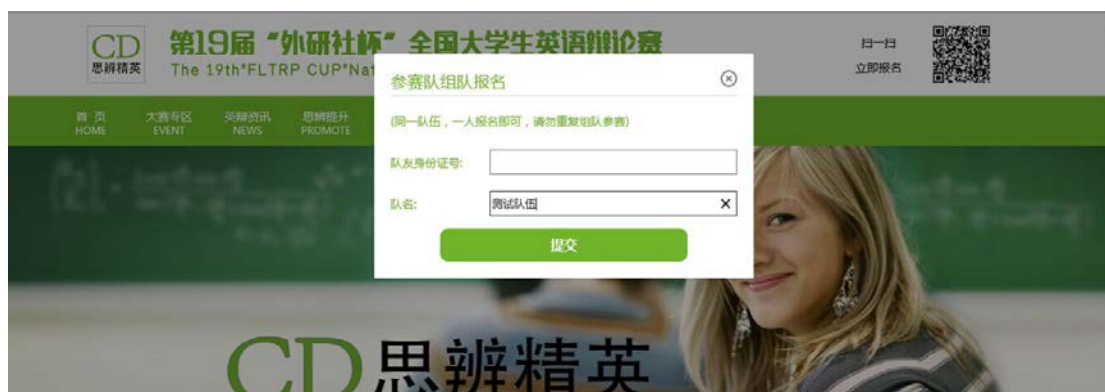 CD
思辨精英
第19届“外研社杯”全国大学生英语辩论赛
The 19th"FLTRP CUP"Nat
扫一扫
立即报名
首 页
HOME
大赛专区
EVENT
英辩资讯
NEWS
思辨提升
PROMOTE
参赛队组队报名
(同一队伍，一人报名即可，请勿重复组队参赛)
队友身份证号:
队名:
测试队伍
提交
CD思辨精英